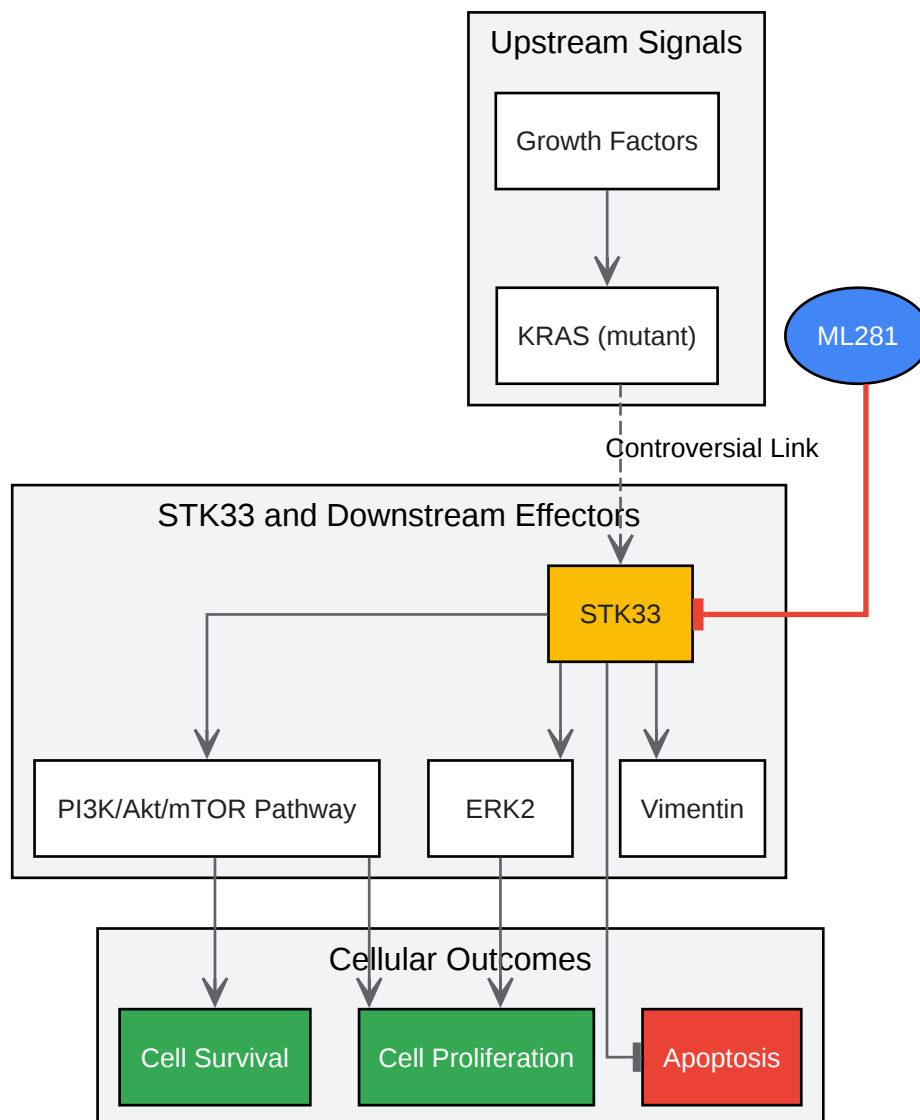 Upstream Signals
Growth Factors
KRAS (mutant)
ML281
Controversial Link
STK33 and Downstream Effectors
STK33
PI3K/Akt/mTOR Pathway
ERK2
Vimentin
Cellular Outcomes
Cell Survival
Cell Proliferation
Apoptosis